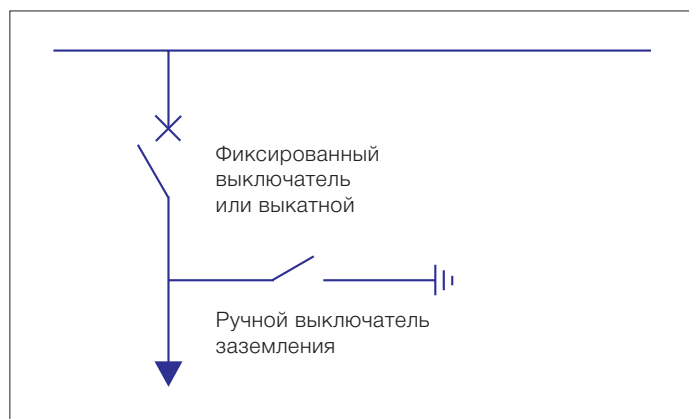 Фиксированный
выключатель
или выкатной
Ручной выключатель
заземления